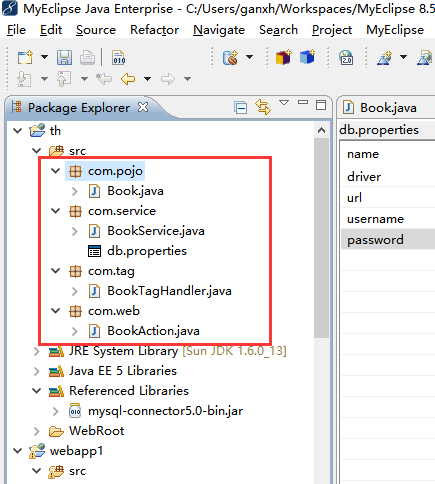 MyEclipse Java Enterprise - C:/Users/ganxh/Workspaces/MyEclipse 8.5
File Edit Source Refactor Navigate Search Project MyEclipse
2.0
Package Explorer
Book.java
th
src
com.pojo
Book.java
com.service
BookService.java
db.properties
com.tag
BookTagHandler.java
com.web
BookAction.java
JRE System Library [Sun JDK 1.6.0_13]
Java EE 5 Libraries
Referenced Libraries
mysql-connector5.0-bin.jar
WebRoot
webapp1
src
db.properties
name
driver
url
username
password